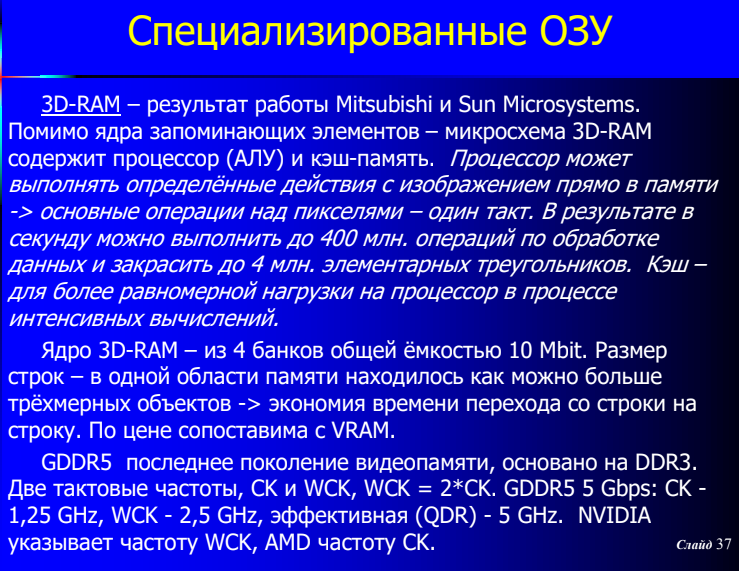 Специализированные ОЗУ
3D-RAM – результат работы Mitsubishi и Sun Microsystems.
Помимо ядра запоминающих элементов – микросхема 3D-RAM
содержит процессор (АЛУ) и кэш-память. Процессор может
выполнять определённые действия с изображением прямо в памяти
-> основные операции над пикселями – один такт. В результате в
секунду можно выполнить до 400 млн. операций по обработке
данных и закрасить до 4 млн. элементарных треугольников. Кэш –
для более равномерной нагрузки на процессор в процессе
интенсивных вычислений.
Ядро 3D-RAM – из 4 банков общей ёмкостью 10 Mbit. Размер
строк – в одной области памяти находилось как можно больше
трёхмерных объектов -> экономия времени перехода со строки на
строку. По цене сопоставима с VRAM.
GDDR5 последнее поколение видеопамяти, основано на DDR3.
Две тактовые частоты, CK и WCK, WCK = 2*CK. GDDR5 5 Gbps: CK -
1,25 GHz, WCK - 2,5 GHz, эффективная (QDR) - 5 GHz. NVIDIA
указывает частоту WCK, AMD частоту CK.
Слайд 37